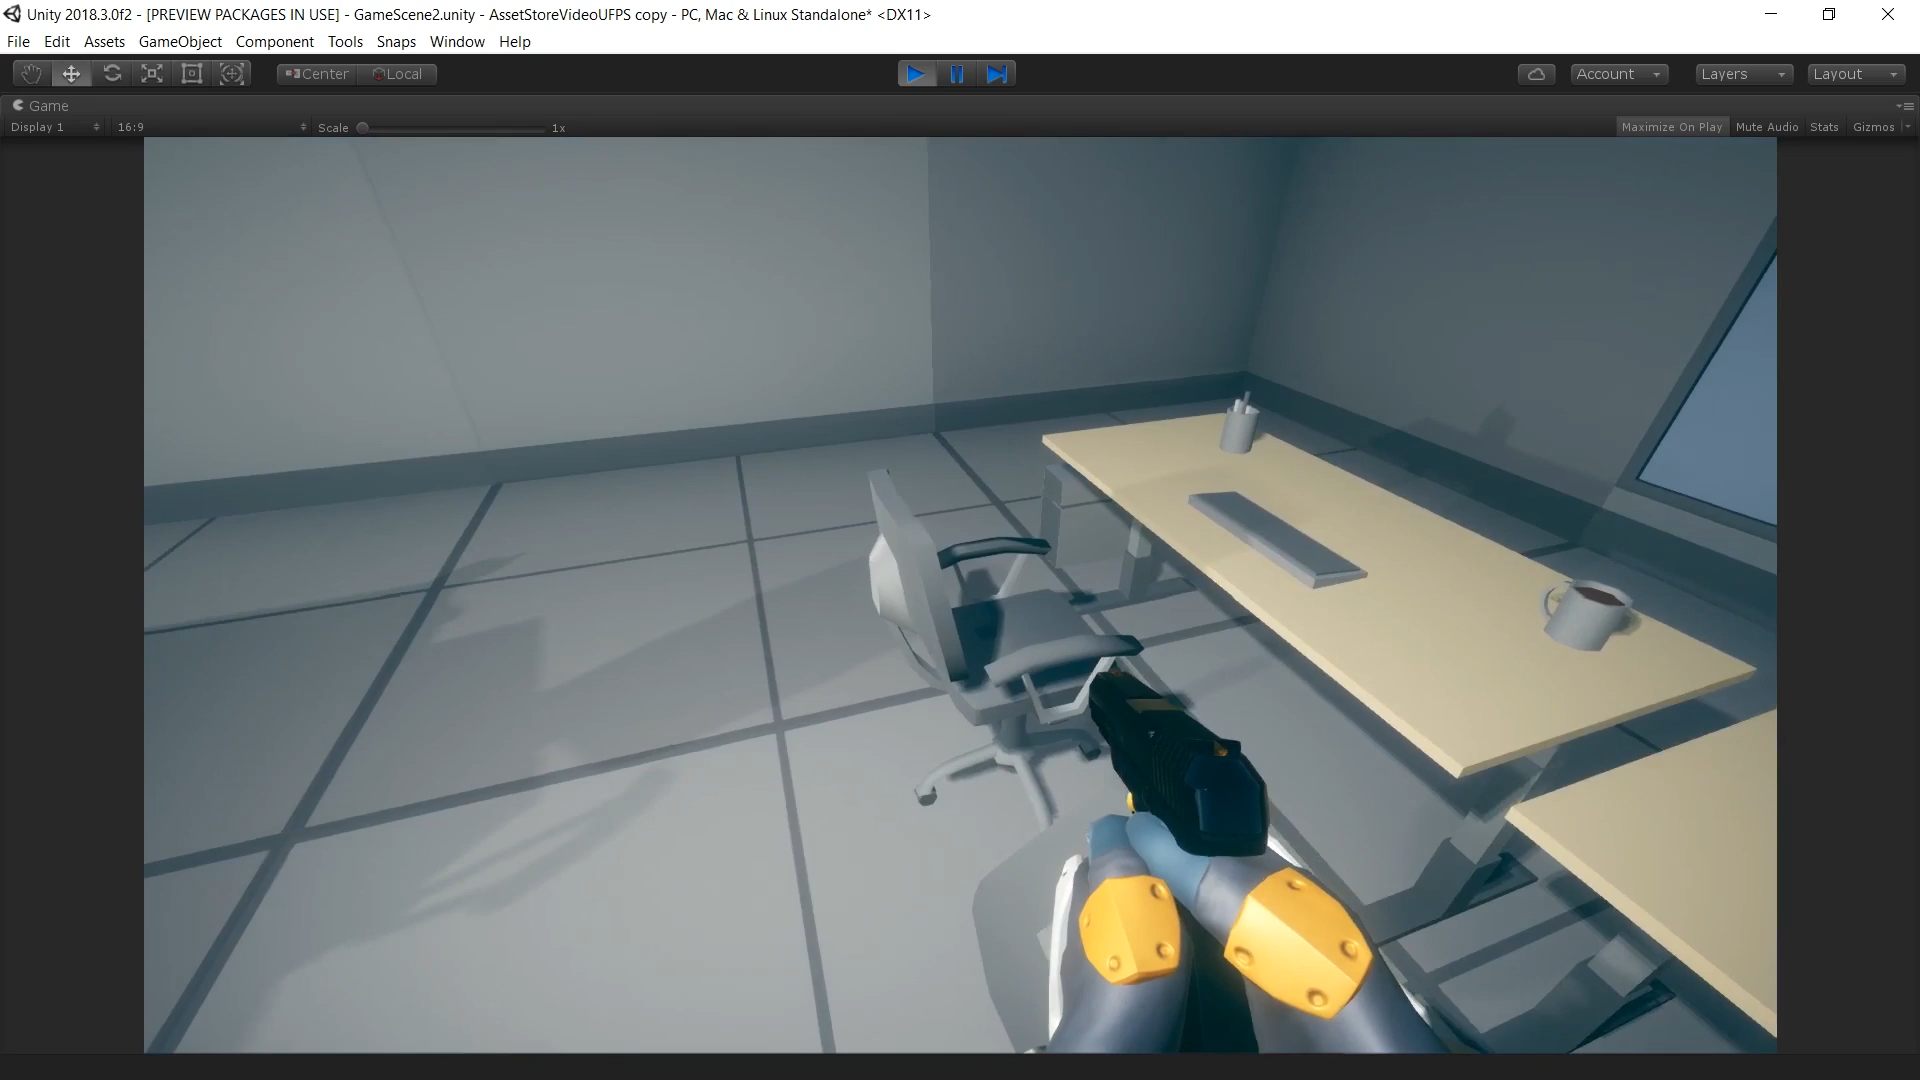 Unity 2018.3.0f2 - [PREVIEW PACKAGES IN USE] - GameScene2.unity - AssetStoreVideoUFPS copy - PC, Mac & Linux Standalone* <DX11>
File Edit Assets GameObject Component Tools Snaps Window Help
Center Local Account Layers Layout
Game
Display 1 16:9 Scale 1x Maximize On Play Mute Audio Stats Gizmos